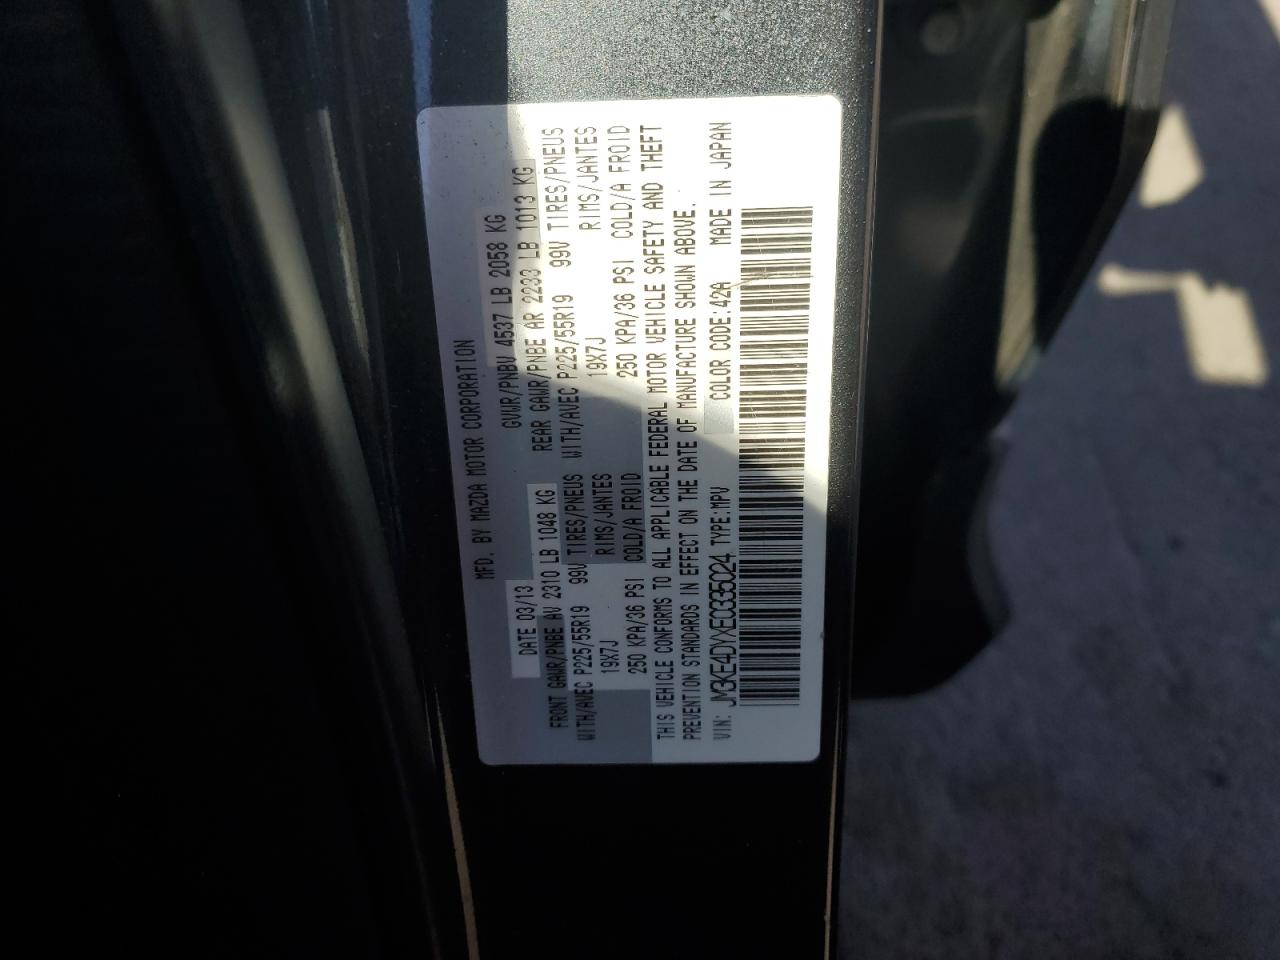 MFD. BY MAZDA MOTOR CORPORATION
DATE 03/13 GVWR/PNBV 4537 LB 2058 KG
FRONT GAWR/PNBE AV 2310 LB 1048 KG REAR GAWR/PNBE AR 2233 LB 1013 KG
WITH/AVEC P225/55R19 99V TIRES/PNEUS WITH/AVEC P225/55R19 99V TIRES/PNEUS
19X7J RIMS/JANTES 19X7J RIMS/JANTES
250 KPA/36 PSI COLD/A FROID 250 KPA/36 PSI COLD/A FROID
THIS VEHICLE CONFORMS TO ALL APPLICABLE FEDERAL MOTOR VEHICLE SAFETY AND THEFT
PREVENTION STANDARDS IN EFFECT ON THE DATE OF MANUFACTURE SHOWN ABOVE.
VIN: JM3KE4DYXE0335024 TYPE:MPV COLOR CODE:42A MADE IN JAPAN